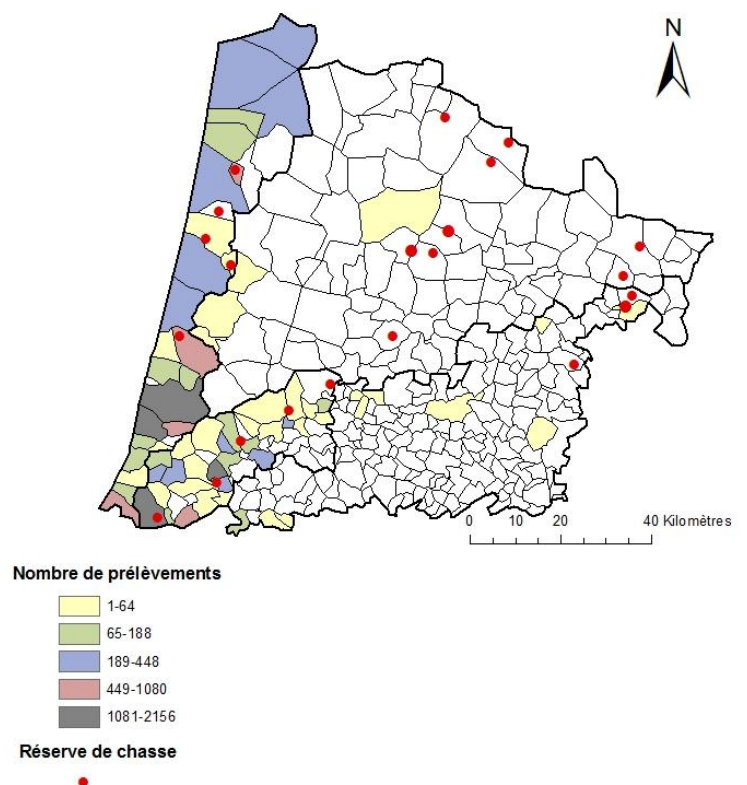 N
0 10 20 40 Kilomètres
Nombre de prélèvements
1-64
65-188
189-448
449-1080
1081-2156
Réserve de chasse